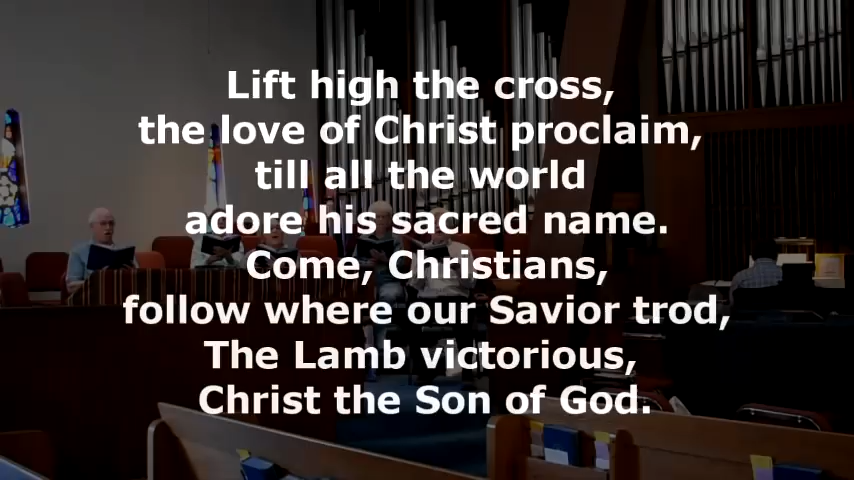 Lift high the cross,
the love of Christ proclaim,
till all the world
adore his sacred name.
Come, Christians,
follow where our Savior trod,
The Lamb victorious,
Christ the Son of God.